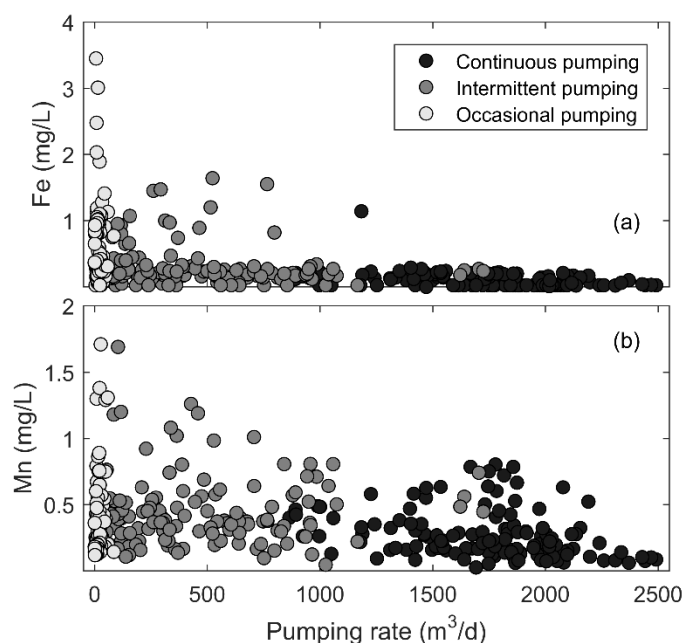 4
3
2
1
Fe (mg/L)
Continuous pumping
Intermittent pumping
Occasional pumping
(a)
2
1.5
1
0.5
Mn (mg/L)
(b)
0 500 1000 1500 2000 2500
Pumping rate (m³/d)